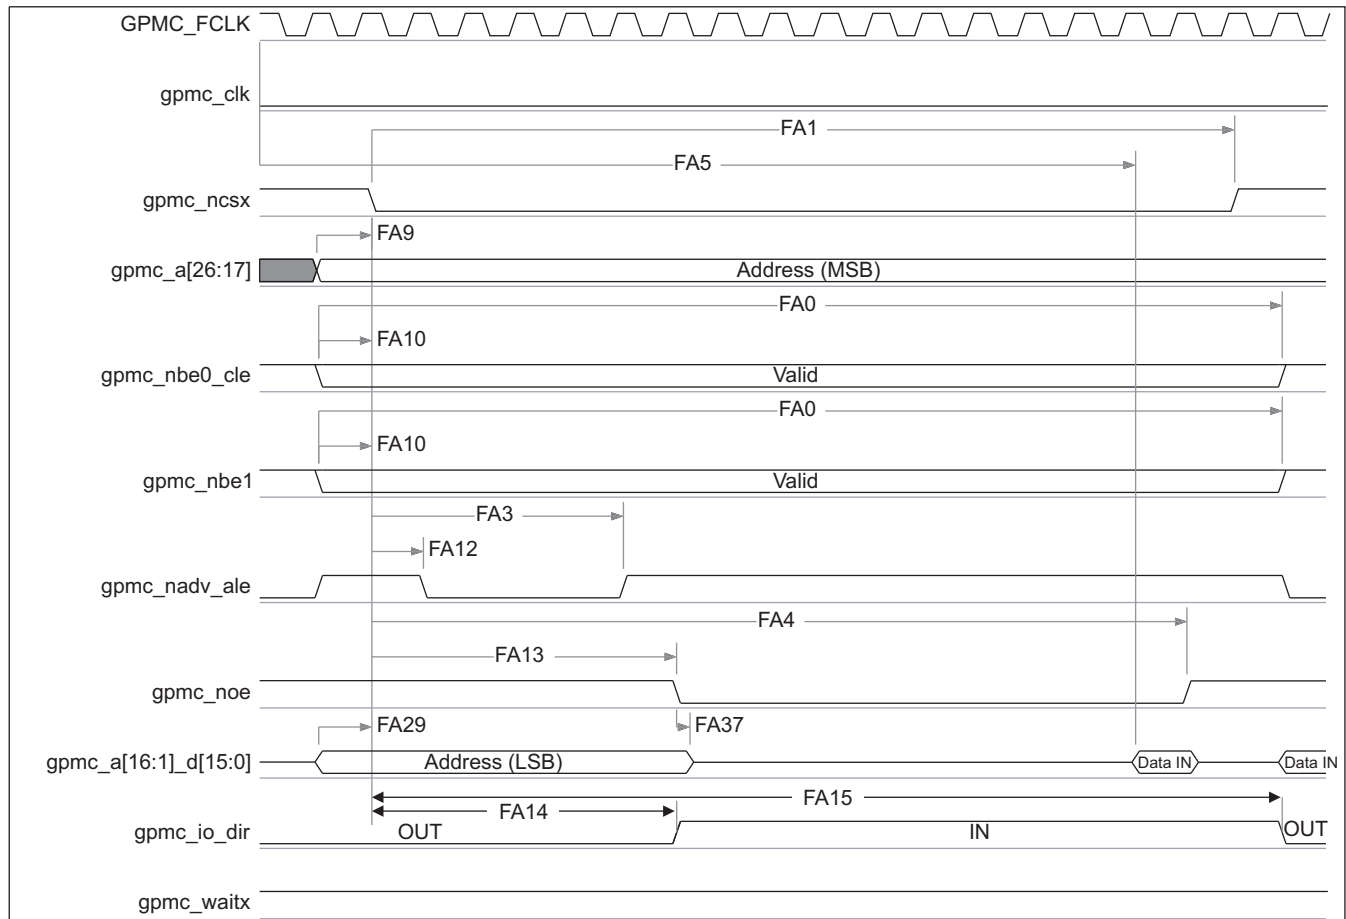 GPMC_FCLK
gpmc_clk
FA1
FA5
gpmc_ncsx
FA9
gpmc_a[26:17] Address (MSB)
FA0
FA10
gpmc_nbe0_cle Valid
FA0
FA10
gpmc_nbe1 Valid
FA3
FA12
gpmc_nadv_ale
FA4
FA13
gpmc_noe
FA29 FA37
gpmc_a[16:1]_d[15:0] Address (LSB) Data IN Data IN
FA15
FA14
gpmc_io_dir OUT IN OUT
gpmc_waitx